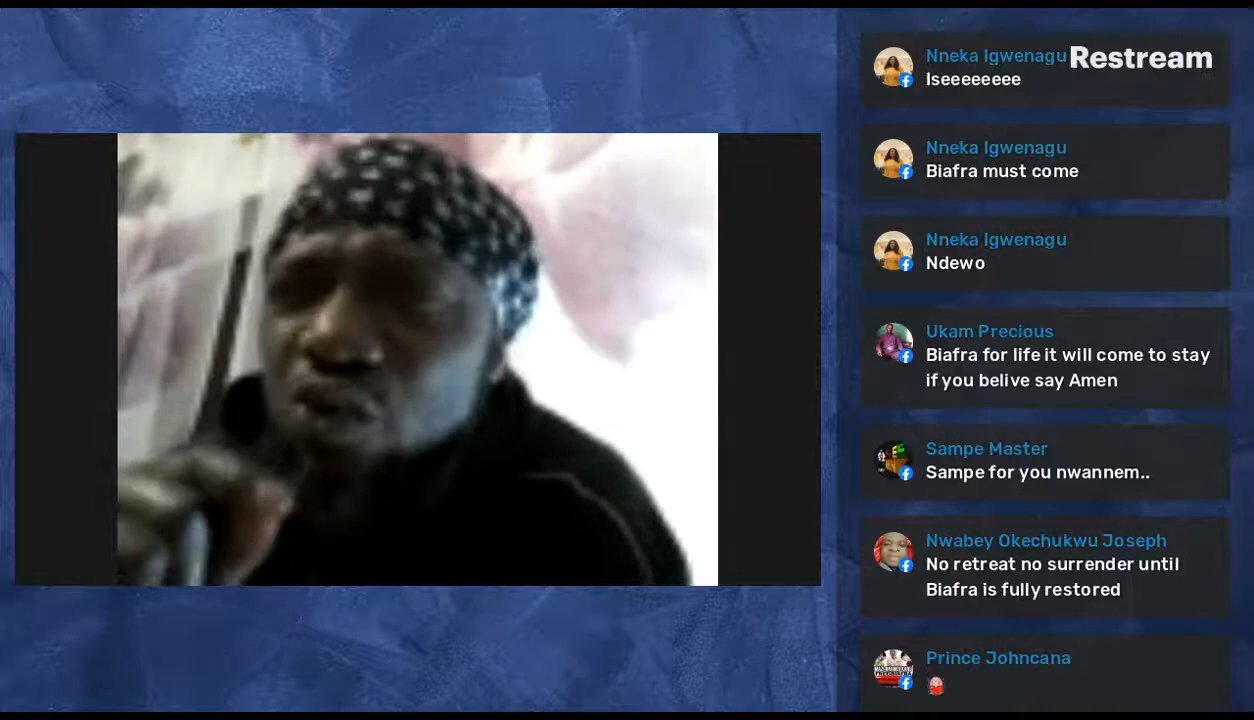 Restream
Nneka Igwenagu
Iseeeeeeee
Nneka Igwenagu
Biafra must come
Nneka Igwenagu
Ndewo
Ukam Precious
Biafra for life it will come to stay
if you belive say Amen
Sampe Master
Sampe for you nwannem..
Nwabey Okechukwu Joseph
No retreat no surrender until
Biafra is fully restored
Prince Johncana